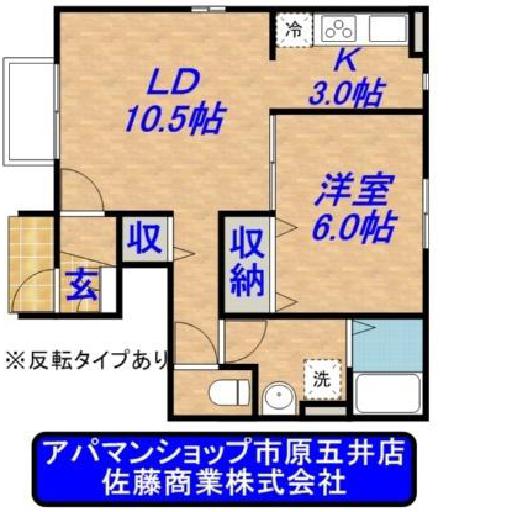 冷
K
3.0帖
LD
10.5帖
洋室
6.0帖
収
収納
玄
※反転タイプあり
洗
アパマンショップ市原五井店
佐藤商業株式会社